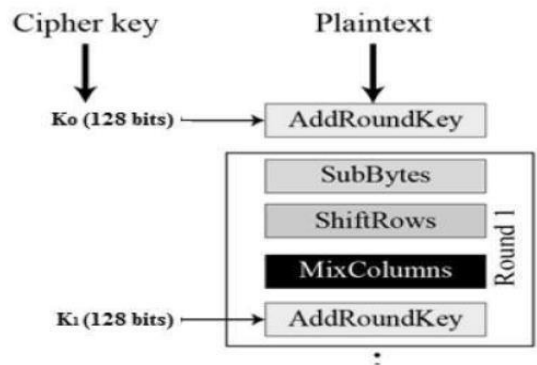 Cipher key
Plaintext
K0 (128 bits)
AddRoundKey
SubBytes
ShiftRows
MixColumns
Round 1
K1 (128 bits)
AddRoundKey
⋮